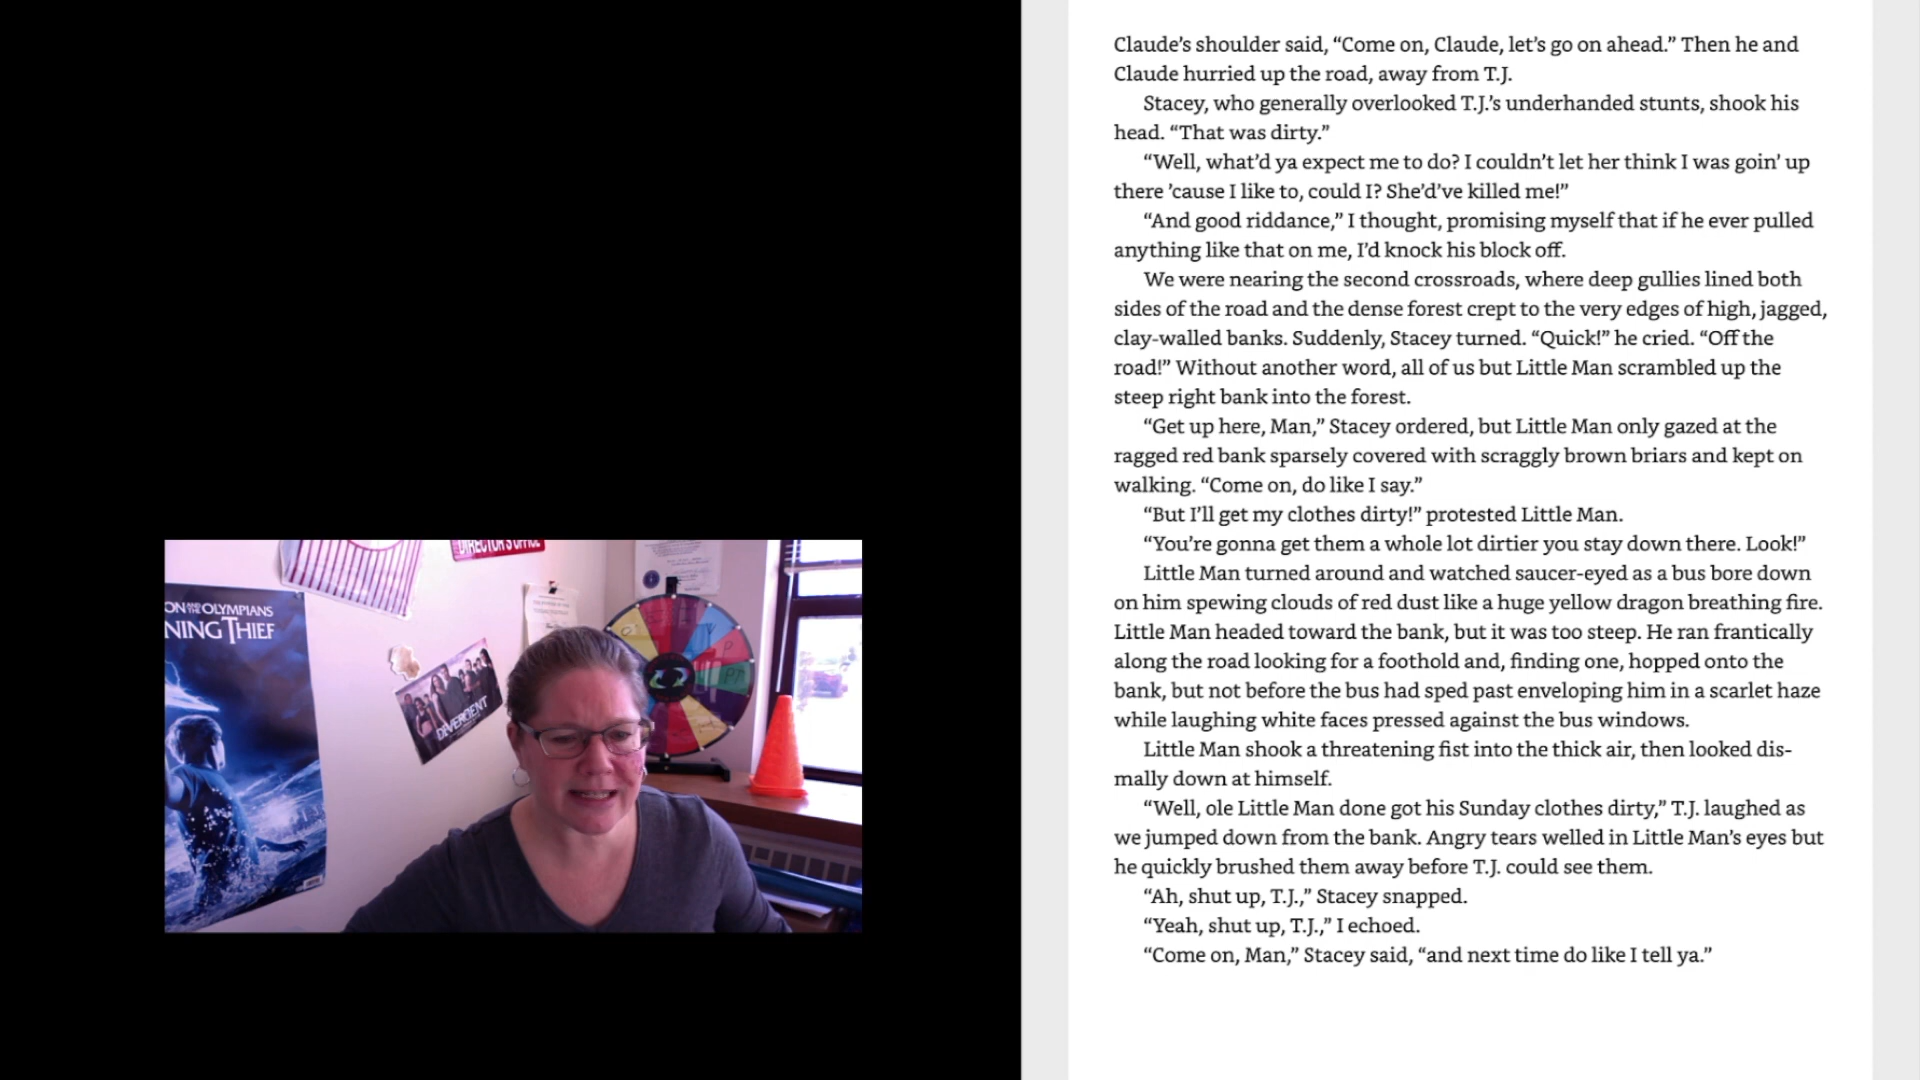 Claude’s shoulder said, “Come on, Claude, let’s go on ahead.” Then he and
Claude hurried up the road, away from T.J.
Stacey, who generally overlooked T.J.’s underhanded stunts, shook his
head. “That was dirty.”
“Well, what’d ya expect me to do? I couldn’t let her think I was goin’ up
there ’cause I like to, could I? She’d’ve killed me!”
“And good riddance,” I thought, promising myself that if he ever pulled
anything like that on me, I’d knock his block off.
We were nearing the second crossroads, where deep gullies lined both
sides of the road and the dense forest crept to the very edges of high, jagged,
clay-walled banks. Suddenly, Stacey turned. “Quick!” he cried. “Off the
road!” Without another word, all of us but Little Man scrambled up the
steep right bank into the forest.
“Get up here, Man,” Stacey ordered, but Little Man only gazed at the
ragged red bank sparsely covered with scraggly brown briars and kept on
walking. “Come on, do like I say.”
“But I’ll get my clothes dirty!” protested Little Man.
“You’re gonna get them a whole lot dirtier you stay down there. Look!”
Little Man turned around and watched saucer-eyed as a bus bore down
on him spewing clouds of red dust like a huge yellow dragon breathing fire.
Little Man headed toward the bank, but it was too steep. He ran frantically
along the road looking for a foothold and, finding one, hopped onto the
bank, but not before the bus had sped past enveloping him in a scarlet haze
while laughing white faces pressed against the bus windows.
Little Man shook a threatening fist into the thick air, then looked dis-
mally down at himself.
“Well, ole Little Man done got his Sunday clothes dirty,” T.J. laughed as
we jumped down from the bank. Angry tears welled in Little Man’s eyes but
he quickly brushed them away before T.J. could see them.
“Ah, shut up, T.J.,” Stacey snapped.
“Yeah, shut up, T.J.,” I echoed.
“Come on, Man,” Stacey said, “and next time do like I tell ya.”
DIRECTOR'S OFFICE
ON AND THE OLYMPIANS
NING THIEF
DIVERGENT